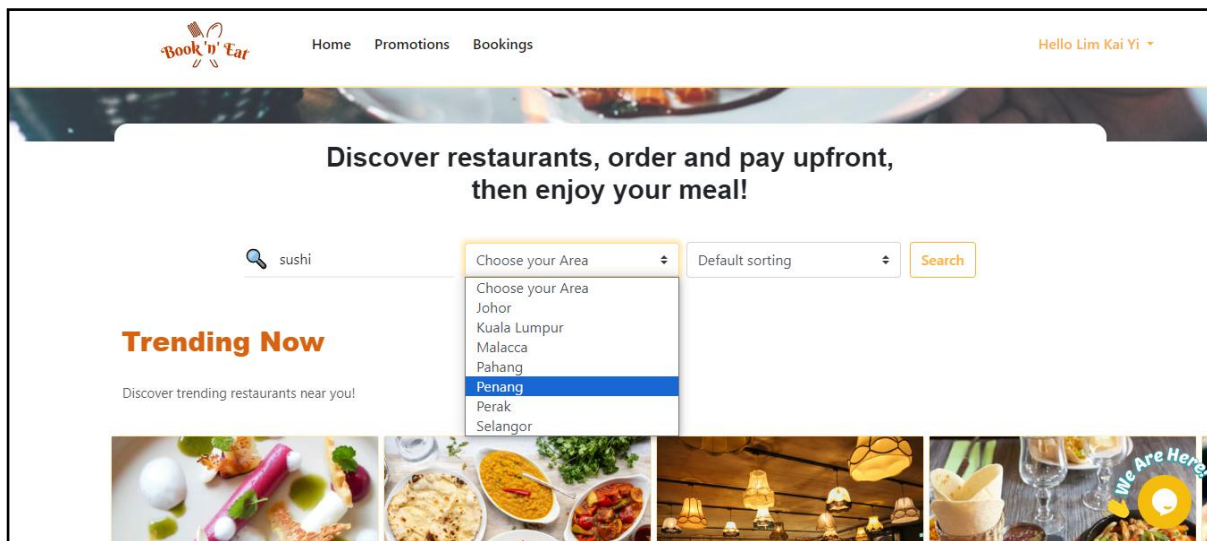 Book 'n' Eat
Home Promotions Bookings
Hello Lim Kai Yi
Discover restaurants, order and pay upfront,
then enjoy your meal!
sushi
Choose your Area
Default sorting
Search
Choose your Area
Johor
Kuala Lumpur
Malacca
Pahang
Penang
Perak
Selangor
Trending Now
Discover trending restaurants near you!
We Are Here!